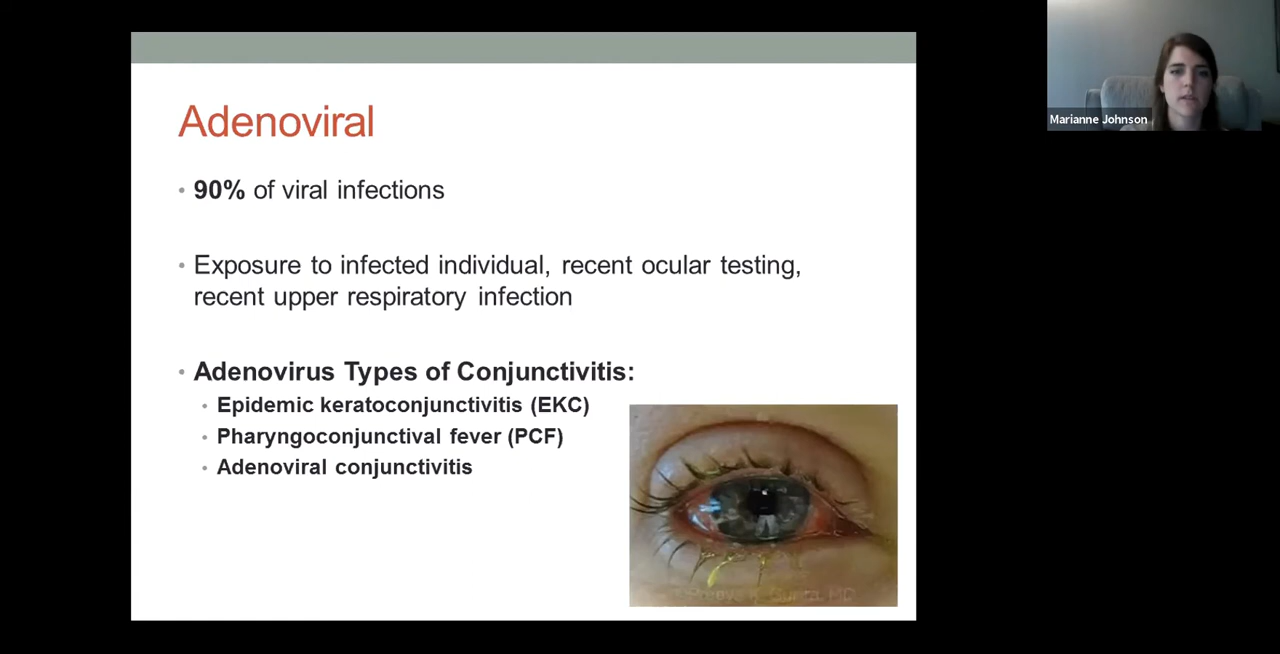 Adenoviral
• 90% of viral infections
• Exposure to infected individual, recent ocular testing,
recent upper respiratory infection
• Adenovirus Types of Conjunctivitis:
• Epidemic keratoconjunctivitis (EKC)
• Pharyngoconjunctival fever (PCF)
• Adenoviral conjunctivitis
MD
Marianne Johnson